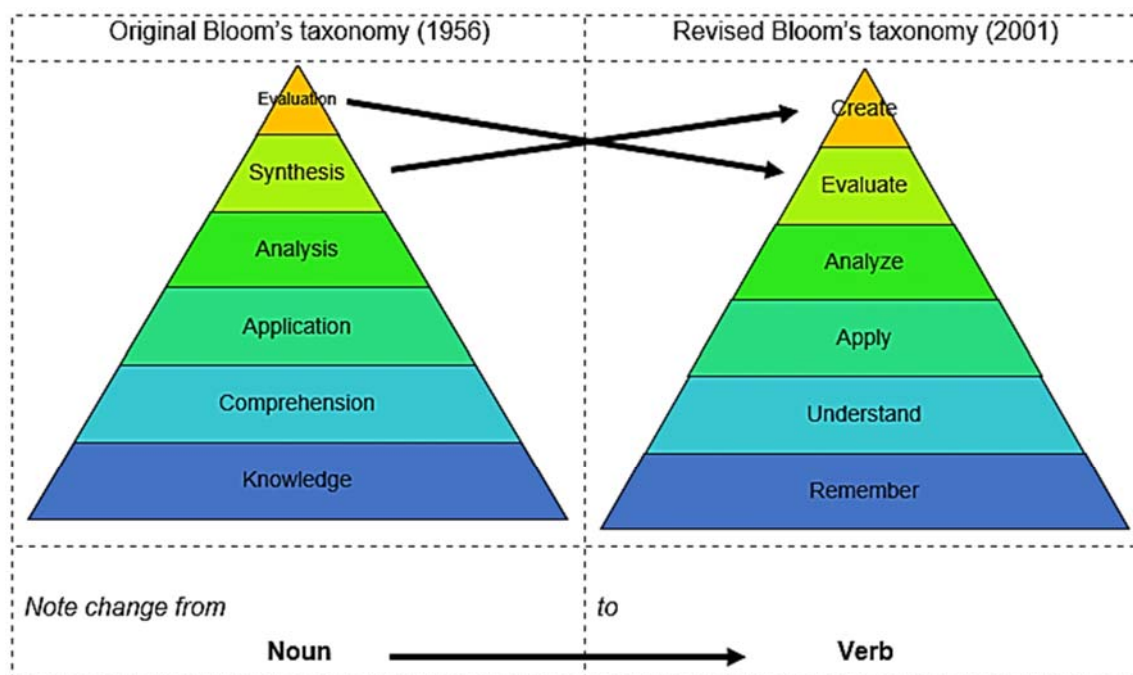 Original Bloom's taxonomy (1956)
Revised Bloom's taxonomy (2001)
Evaluation
Synthesis
Analysis
Application
Comprehension
Knowledge
Create
Evaluate
Analyze
Apply
Understand
Remember
Note change from
to
Noun
Verb